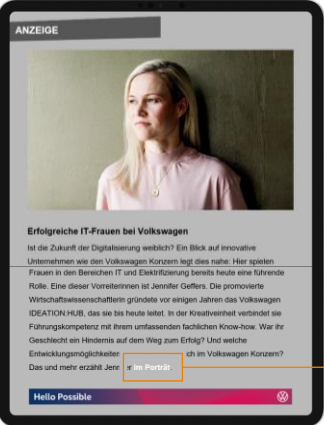 ANZEIGE
Erfolgreiche IT-Frauen bei Volkswagen
Ist die Zukunft der Digitalisierung weiblich? Ein Blick auf innovative
Unternehmen wie den Volkswagen Konzern legt dies nahe: Hier spielen
Frauen in den Bereichen IT und Elektrifizierung bereits heute eine führende
Rolle. Eine dieser Vorreiterinnen ist Jennifer Geffers. Die promovierte
Wirtschaftswissenschaftlerin gründete vor einigen Jahren das Volkswagen
IDEATION:HUB, das sie bis heute leitet. In der Kreativeinheit verbindet sie
Führungskompetenz mit ihrem umfassenden fachlichen Know-how. War ihr
Geschlecht ein Hindernis auf dem Weg zum Erfolg? Und welche
Entwicklungsmöglichkeiten ch im Volkswagen Konzern?
Das und mehr erzählt Jenn r im Porträt
Hello Possible